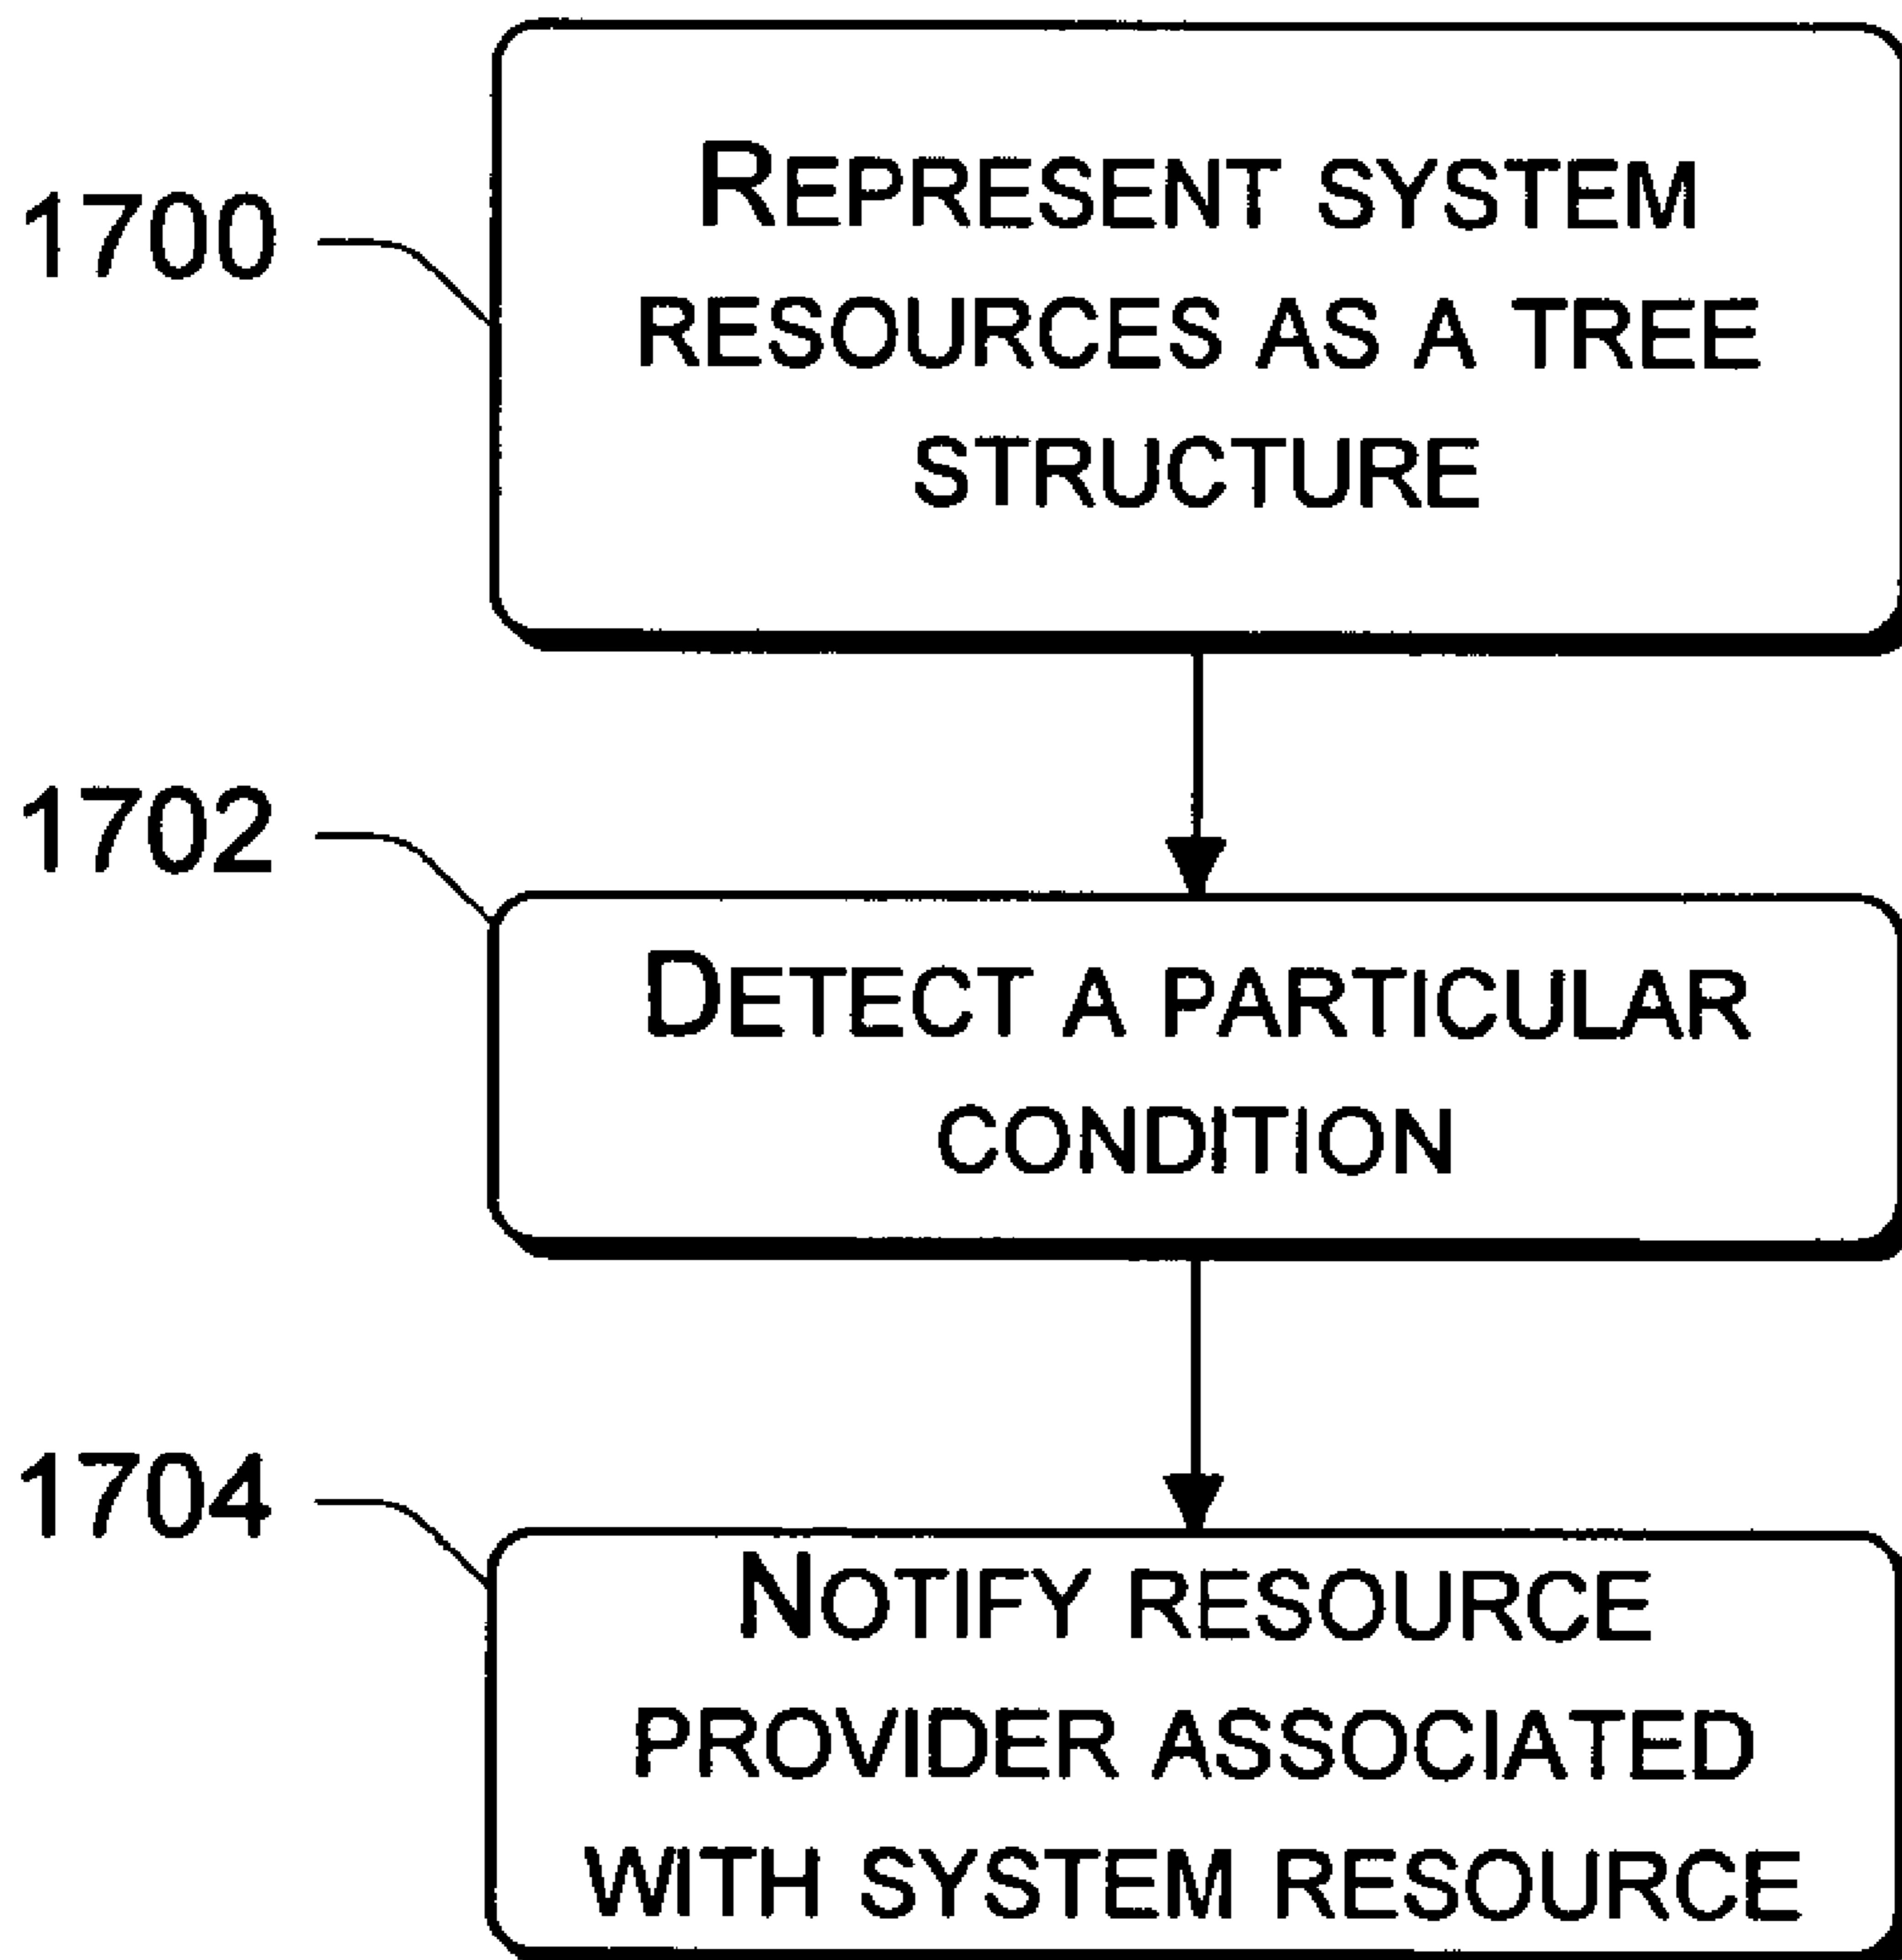 1700
REPRESENT SYSTEM
RESOURCES AS A TREE
STRUCTURE
1702
DETECT A PARTICULAR
CONDITION
1704
NOTIFY RESOURCE
PROVIDER ASSOCIATED
WITH SYSTEM RESOURCE